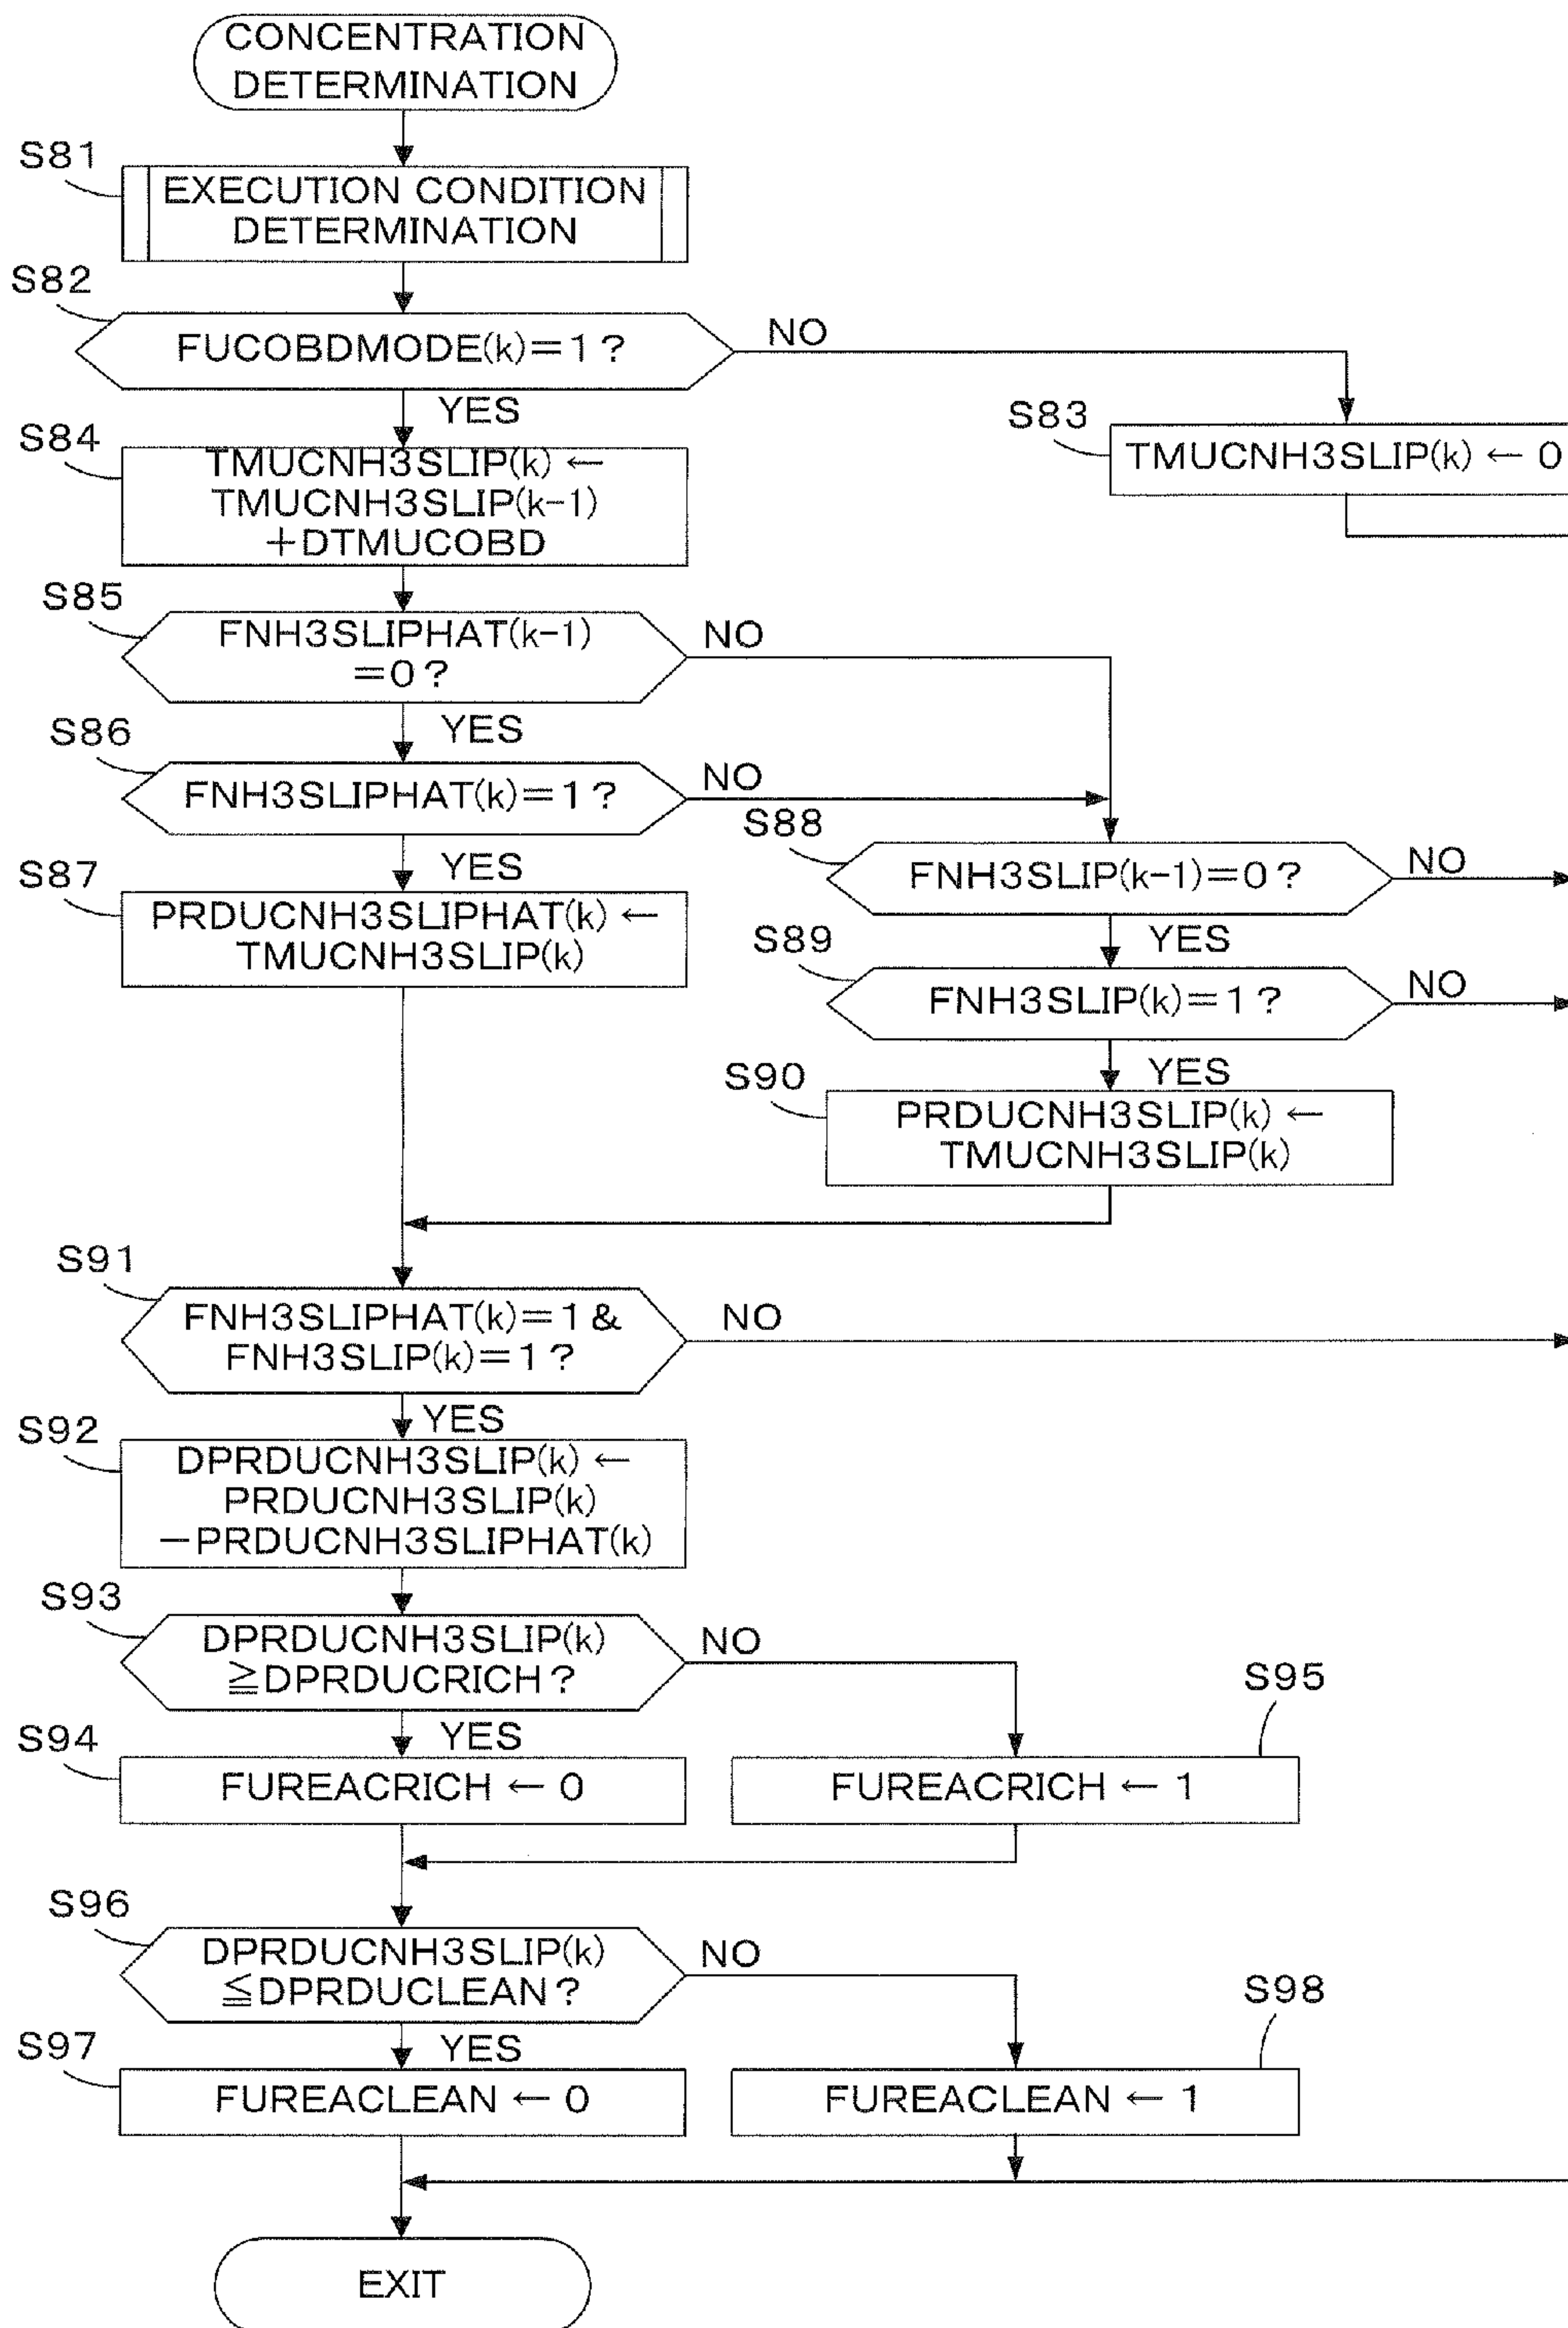 CONCENTRATION
DETERMINATION
S81
EXECUTION CONDITION
DETERMINATION
S82
FUCOBDMODE(k)=1?
NO
YES
S83
TMUCNH3SLIP(k) ← 0
S84
TMUCNH3SLIP(k) ←
TMUCNH3SLIP(k-1)
+DTMUCOBD
S85
FNH3SLIPHAT(k-1)
=0?
NO
YES
S86
FNH3SLIPHAT(k)=1?
NO
YES
S87
PRDUCNH3SLIPHAT(k) ←
TMUCNH3SLIP(k)
S88
FNH3SLIP(k-1)=0?
NO
YES
S89
FNH3SLIP(k)=1?
NO
YES
S90
PRDUCNH3SLIP(k) ←
TMUCNH3SLIP(k)
S91
FNH3SLIPHAT(k)=1&
FNH3SLIP(k)=1?
NO
YES
S92
DPRDUCNH3SLIP(k) ←
PRDUCNH3SLIP(k)
−PRDUCNH3SLIPHAT(k)
S93
DPRDUCNH3SLIP(k)
≧DPRDUCRICH?
NO
YES
S94
FUREACRICH ← 0
S95
FUREACRICH ← 1
S96
DPRDUCNH3SLIP(k)
≦DPRDUCLEAN?
NO
YES
S97
FUREACLEAN ← 0
S98
FUREACLEAN ← 1
EXIT